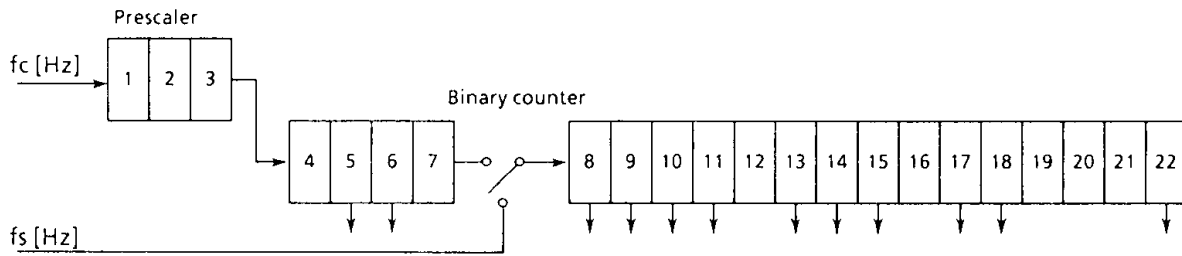 Prescaler
fc [Hz]
1 2 3
Binary counter
4 5 6 7
8 9 10 11 12 13 14 15 16 17 18 19 20 21 22
fs [Hz]